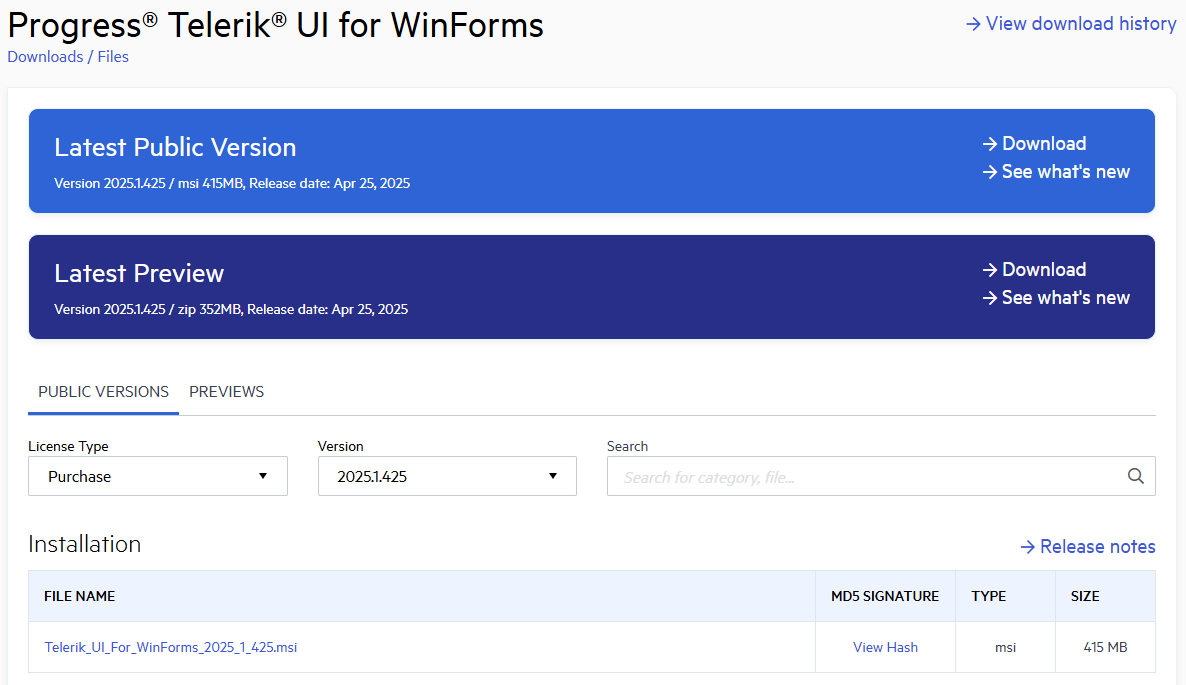 Progress® Telerik® UI for WinForms
→ View download history
Downloads / Files
Latest Public Version
→ Download
→ See what's new
Version 2025.1.425 / msi 415MB, Release date: Apr 25, 2025
Latest Preview
→ Download
→ See what's new
Version 2025.1.425 / zip 352MB, Release date: Apr 25, 2025
PUBLIC VERSIONS PREVIEWS
License Type Version Search
Purchase 2025.1.425 Search for category, file...
Installation
→ Release notes
FILE NAME MD5 SIGNATURE TYPE SIZE
Telerik_UI_For_WinForms_2025_1_425.msi View Hash msi 415 MB